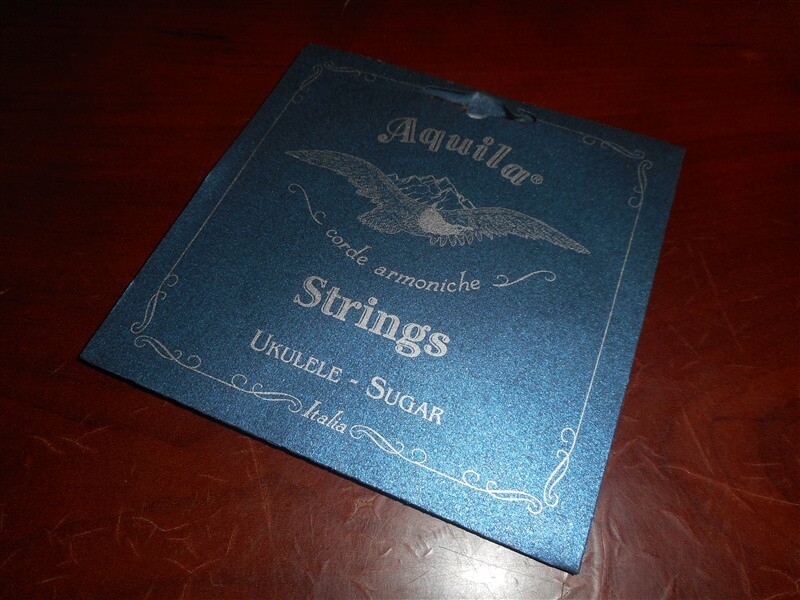 Aquila®
corde armoniche
Strings
UKULELE - SUGAR
Italia